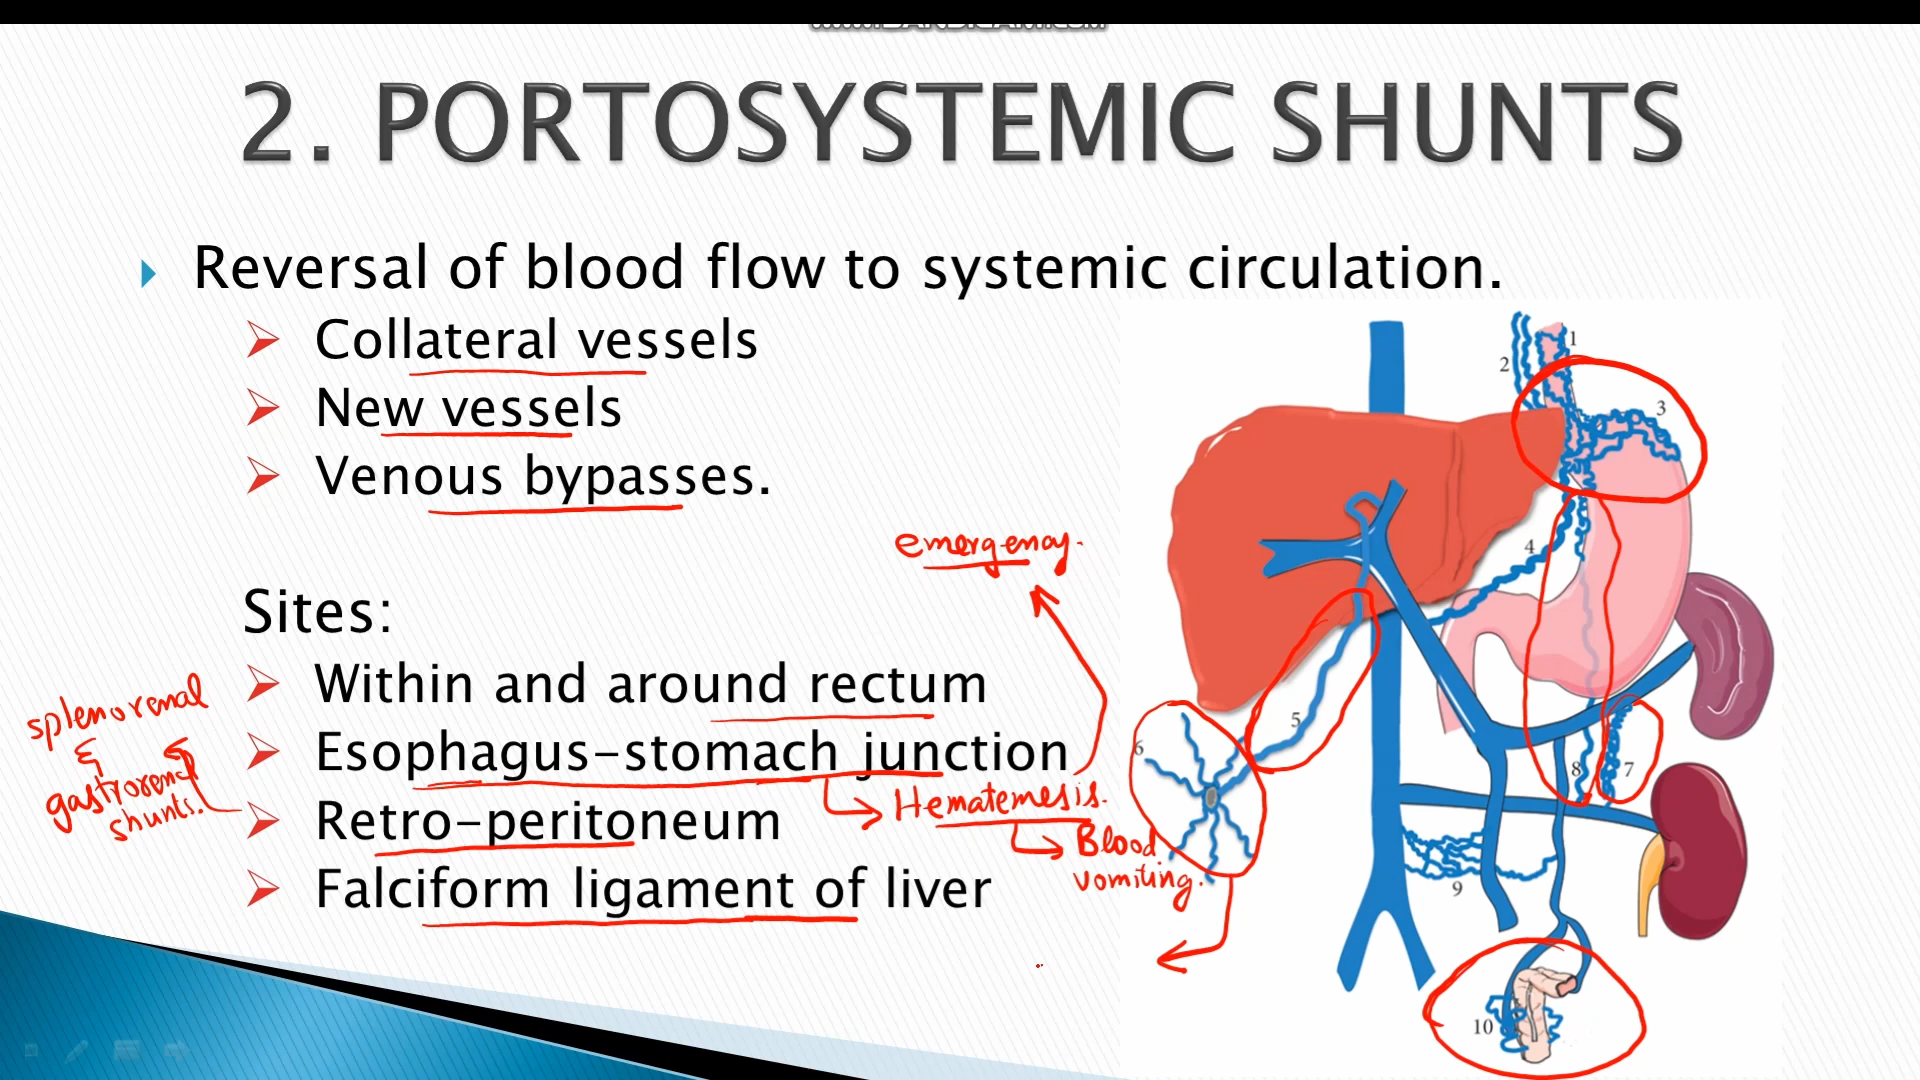 2. PORTOSYSTEMIC SHUNTS
Reversal of blood flow to systemic circulation.
Collateral vessels
New vessels
Venous bypasses.
emergency.
Sites:
Within and around rectum
Esophagus-stomach junction
Hematemesis.
Blood
vomiting.
Retro-peritoneum
Falciform ligament of liver
splenorenal
&
gastrorenal
shunts.
1
2
3
4
5
6
7
8
9
10